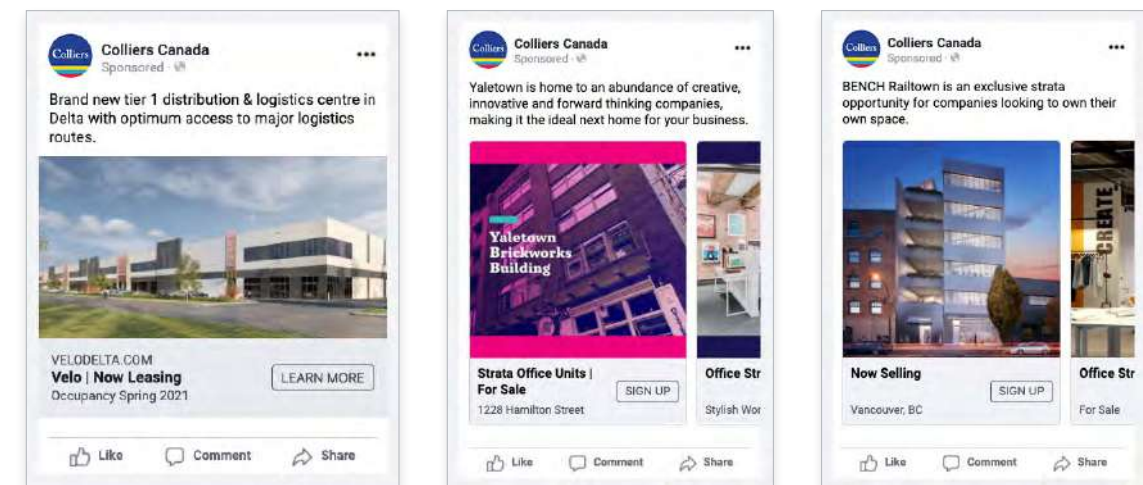 Colliers
Colliers Canada
Sponsored
Brand new tier 1 distribution & logistics centre in
Delta with optimum access to major logistics
routes.
VELODELTA.COM
Velo | Now Leasing
Occupancy Spring 2021
LEARN MORE
Like
Comment
Share
Colliers
Colliers Canada
Sponsored
Yaletown is home to an abundance of creative,
innovative and forward thinking companies,
making it the ideal next home for your business.
Yaletown
Brickworks
Building
Strata Office Units |
For Sale
1228 Hamilton Street
SIGN UP
Office Str
Stylish Wor
Like
Comment
Share
Colliers
Colliers Canada
Sponsored
BENCH Railtown is an exclusive strata
opportunity for companies looking to own their
own space.
CREATE
Now Selling
Vancouver, BC
SIGN UP
Office Str
For Sale
Like
Comment
Share